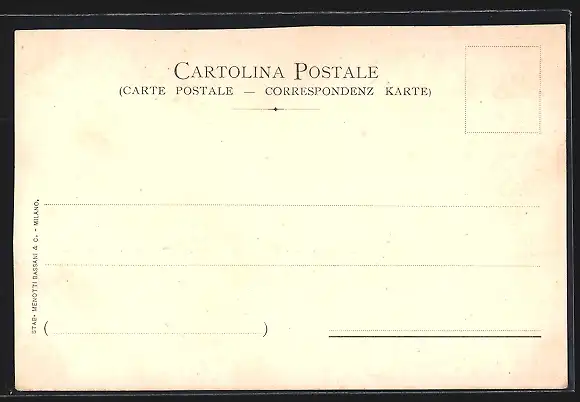 CARTOLINA POSTALE
(CARTE POSTALE — CORRESPONDENZ KARTE)
STAB. MENOTTI BASSANI & C. - MILANO.
( )